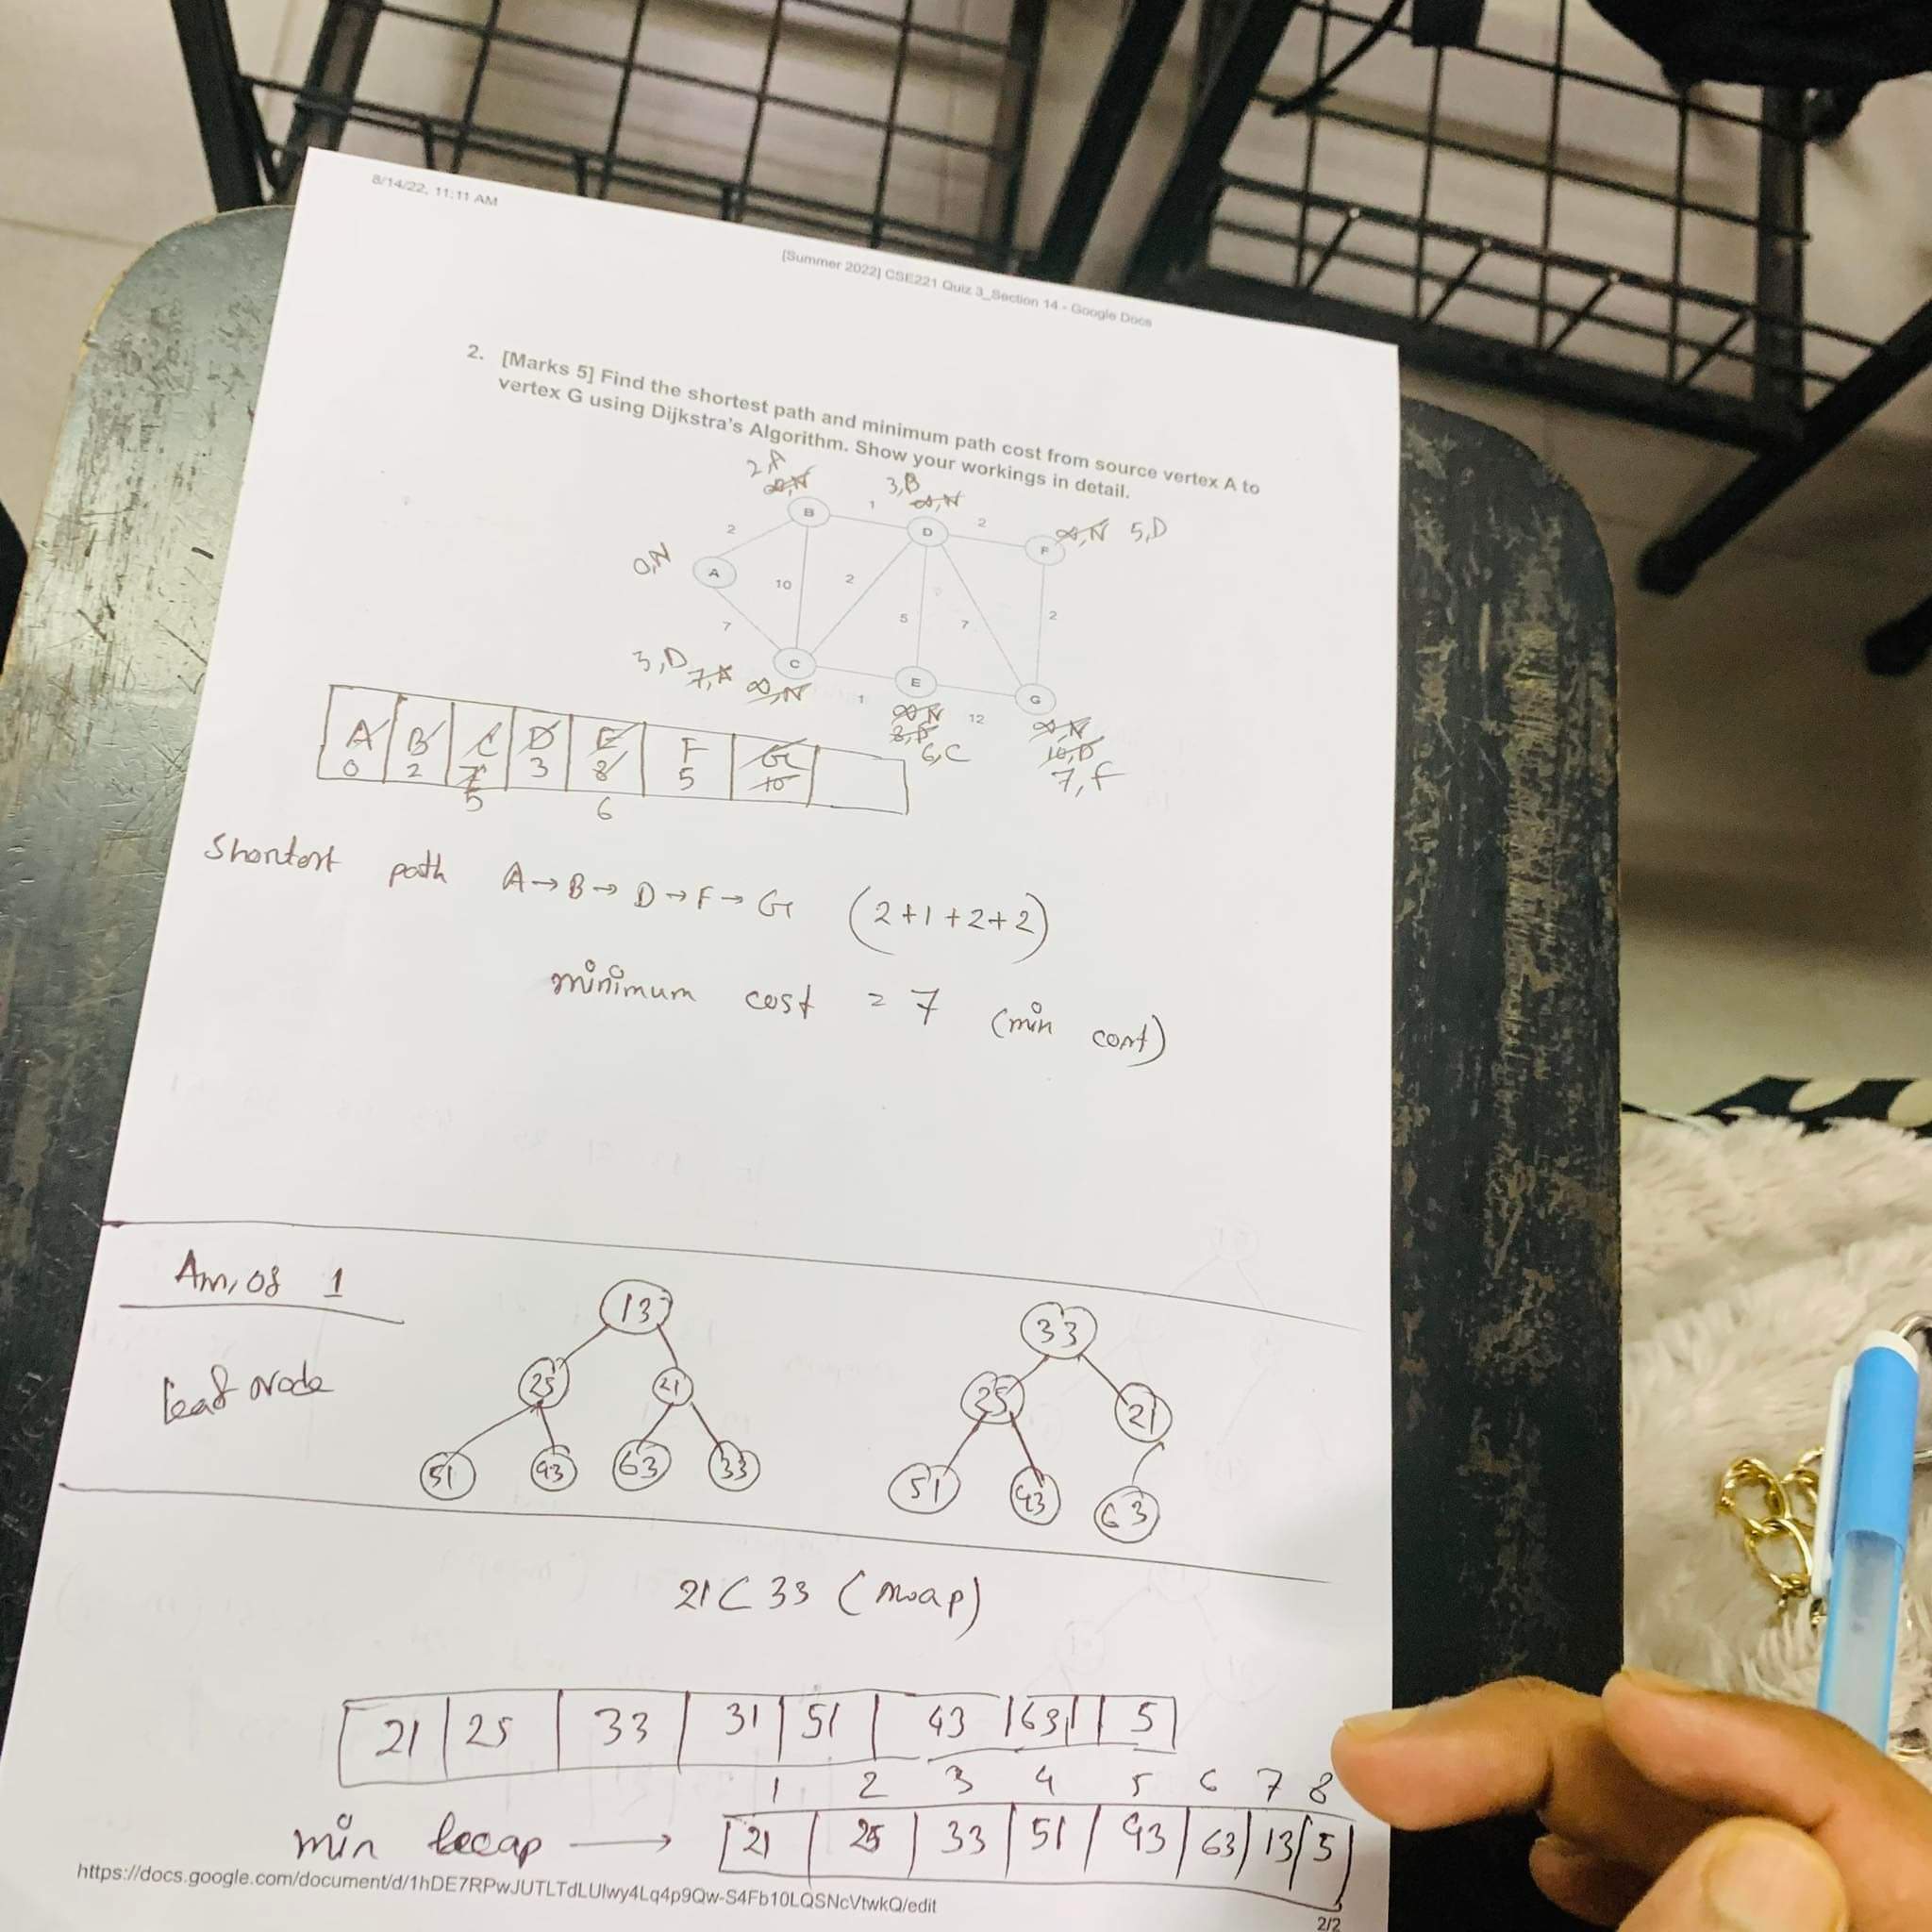 8/14/22, 11:11 AM
[Summer 2022] CSE221 Quiz 3_Section 14 - Google Docs
2. [Marks 5] Find the shortest path and minimum path cost from source vertex A to
vertex G using Dijkstra's Algorithm. Show your workings in detail.
2,A 3,B
∞,N ∞,N
B 1 D 2 F ∞,N 5,D
2
0,N A 10 2 5 7 2
7
3,D 7,A ∞,N C 1 E 12 G
∞,N ∞,N
8,D 10,D
6,C 7,F
A B C D E F G
0 2 7 3 8 5 10
5 6
Shortest path A→B→D→F→G (2+1+2+2)
minimum cost = 7 (min cost)
Ans, of 1
leaf node
13 33
25 21 25 21
51 43 63 33 51 43 63
21<33 (swap)
21 25 33 31 51 43 63 5
1 2 3 4 5 6 7 8
min heap → 21 25 33 51 43 63 13 5
https://docs.google.com/document/d/1hDE7RPwJUTLTdLUlwy4Lq4p9Qw-S4Fb10LQSNcVtwkQ/edit
2/2